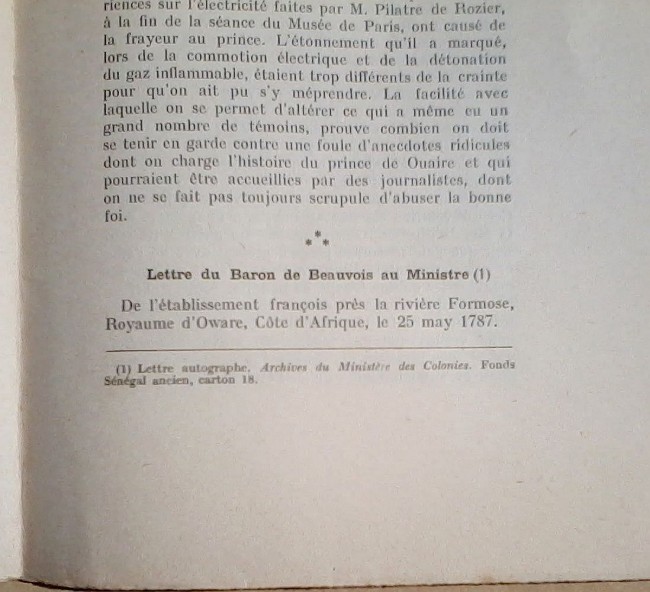 riences sur l'électricité faites par M. Pilatre de Rozier,
à la fin de la séance du Musée de Paris, ont causé de
la frayeur au prince. L'étonnement qu'il a marqué,
lors de la commotion électrique et de la détonation
du gaz inflammable, étaient trop différents de la crainte
pour qu'on ait pu s'y méprendre. La facilité avec
laquelle on se permet d'altérer ce qui a même eu un
grand nombre de témoins, prouve combien on doit
se tenir en garde contre une foule d'anecdotes ridicules
dont on charge l'histoire du prince de Ouaire et qui
pourraient être accueillies par des journalistes, dont
on ne se fait pas toujours scrupule d'abuser la bonne
foi.
***
Lettre du Baron de Beauvois au Ministre (1)
De l'établissement françois près la rivière Formose,
Royaume d'Oware, Côte d'Afrique, le 25 may 1787.
(1) Lettre autographe, Archives du Ministère des Colonies. Fonds
Sénégal ancien, carton 18.